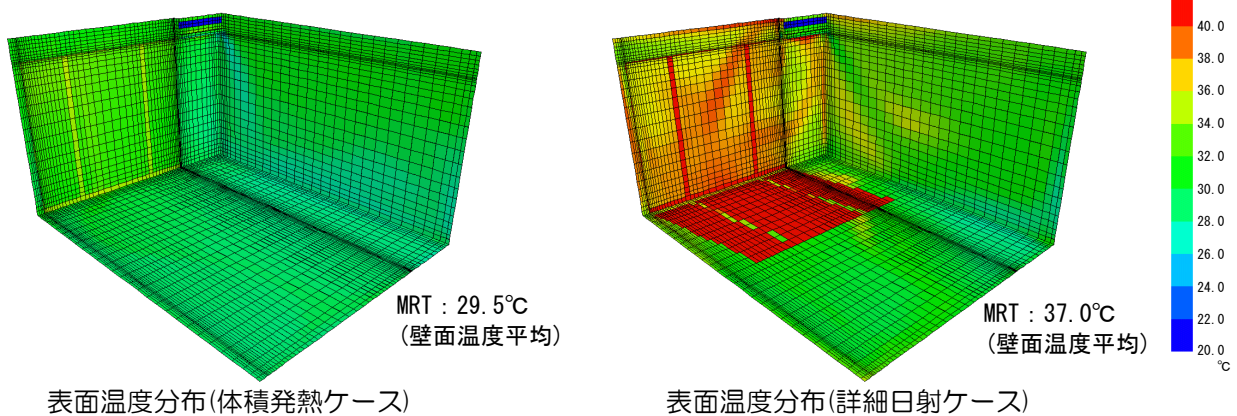 MRT：29.5℃
(壁面温度平均)
表面温度分布(体積発熱ケース)
MRT：37.0℃
(壁面温度平均)
表面温度分布(詳細日射ケース)
40.0
38.0
36.0
34.0
32.0
30.0
28.0
26.0
24.0
22.0
20.0
℃